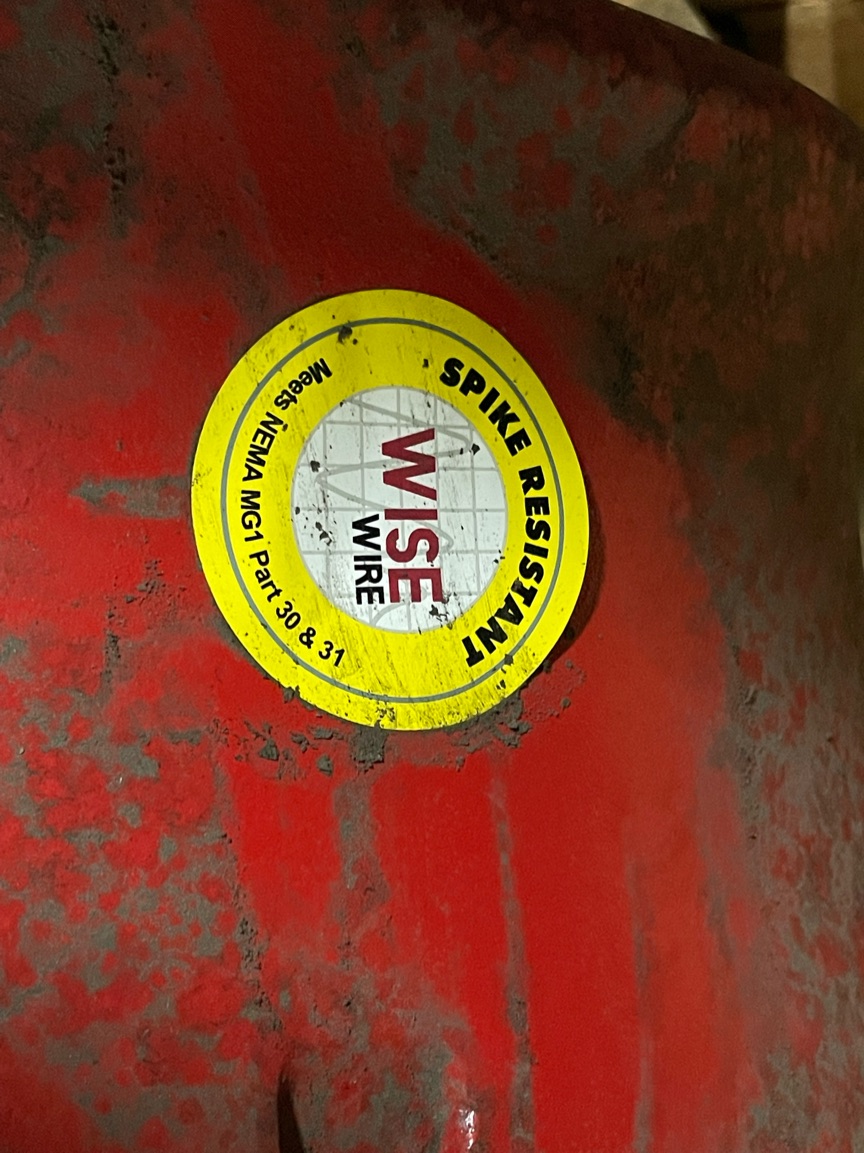 SPIKE RESISTANT
WISE
WIRE
Meets NEMA MG1 Part 30 & 31